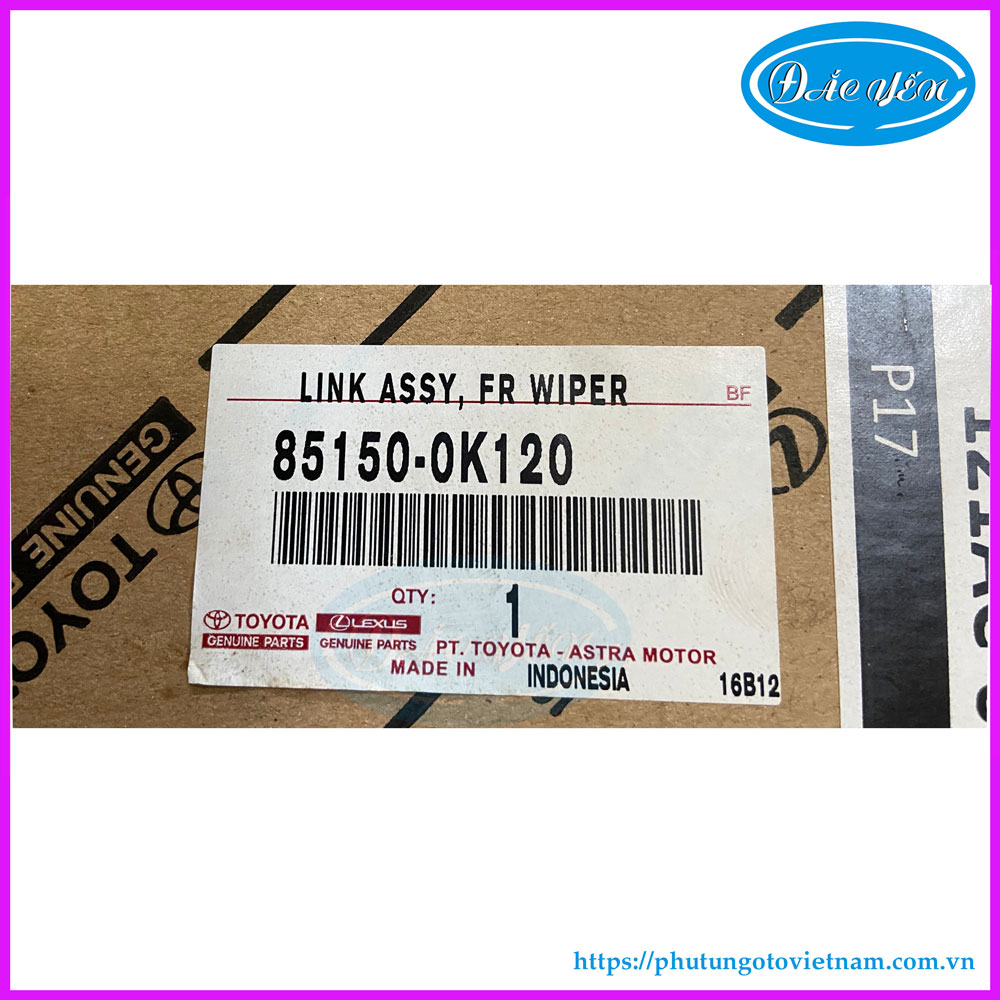 ĐẮC YẾN
LINK ASSY, FR WIPER
BF
85150-0K120
QTY: 1
TOYOTA LEXUS
GENUINE PARTS GENUINE PARTS PT. TOYOTA - ASTRA MOTOR
MADE IN INDONESIA 16B12
TOYO
GENUINE
P17
https://phutungotovietnam.com.vn